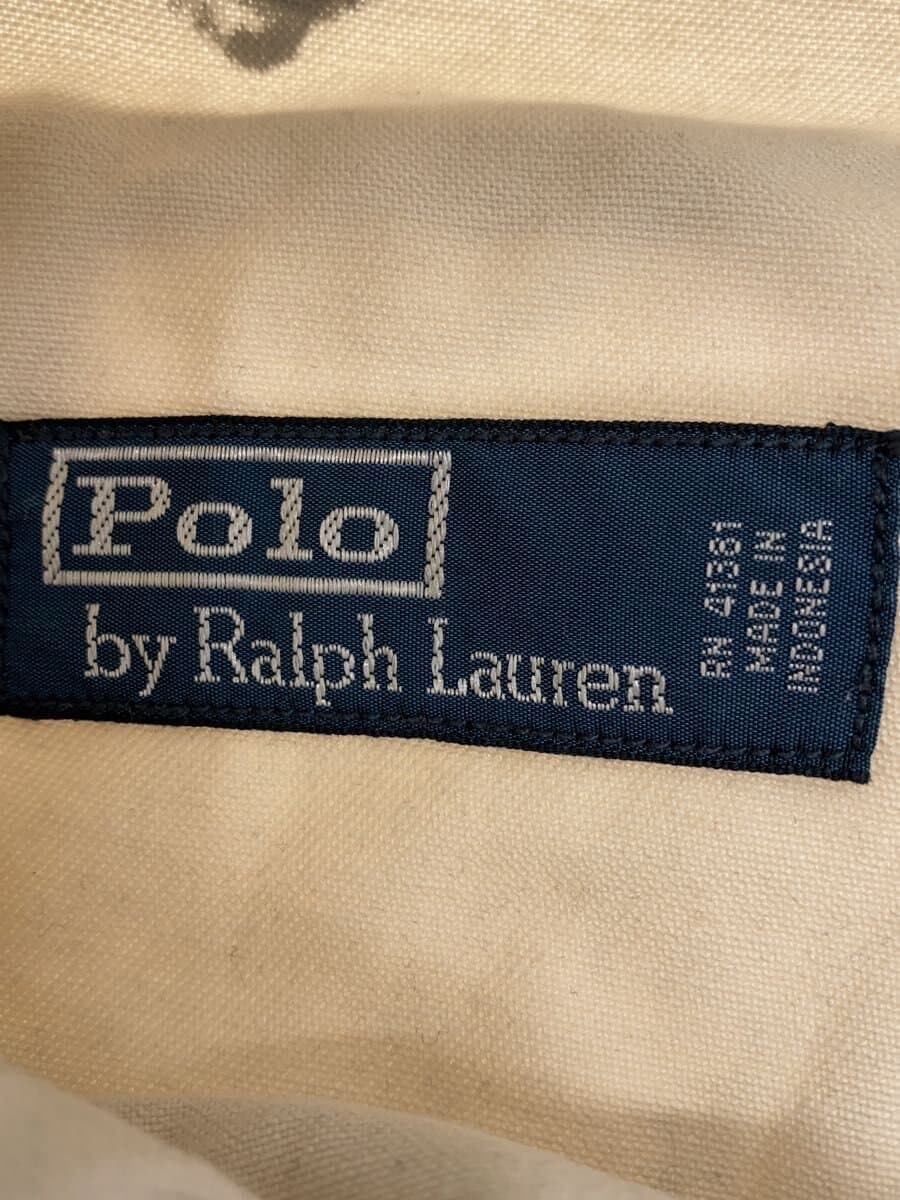 Polo
by Ralph Lauren
RN 41381
MADE IN
INDONESIA